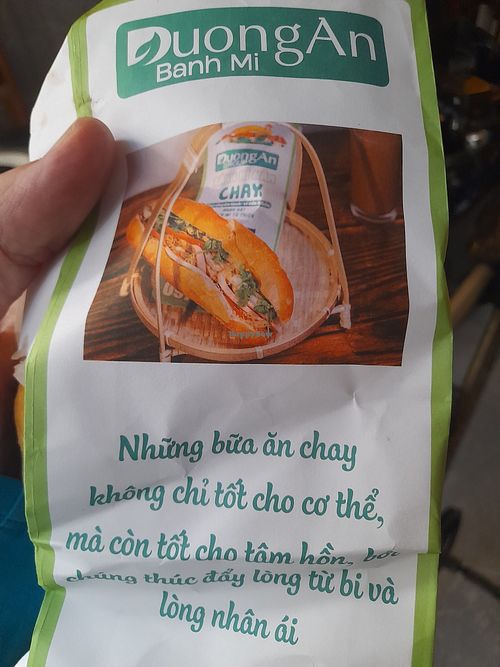 DuongAn
Banh Mi
DuongAn
CHAY
Những bữa ăn chay
không chỉ tốt cho cơ thể,
mà còn tốt cho tâm hồn, bởi
chúng thúc đẩy lòng từ bi và
lòng nhân ái